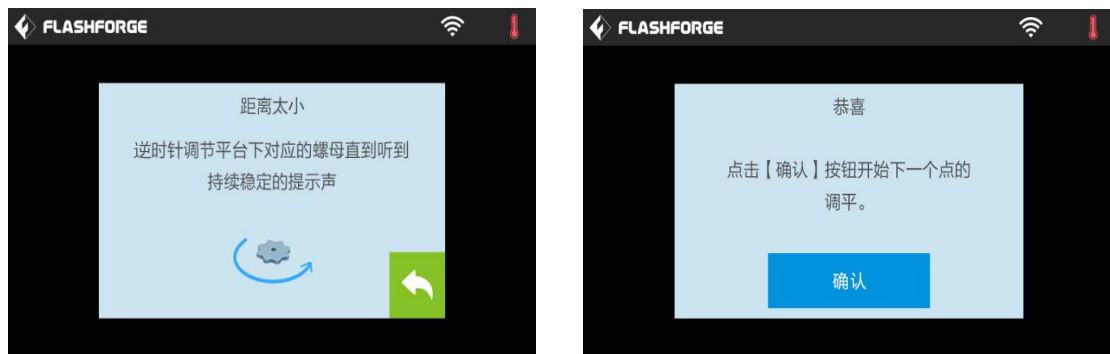 FLASHFORGE
距离太小
逆时针调节平台下对应的螺母直到听到
持续稳定的提示声
FLASHFORGE
恭喜
点击【确认】按钮开始下一个点的
调平。
确认